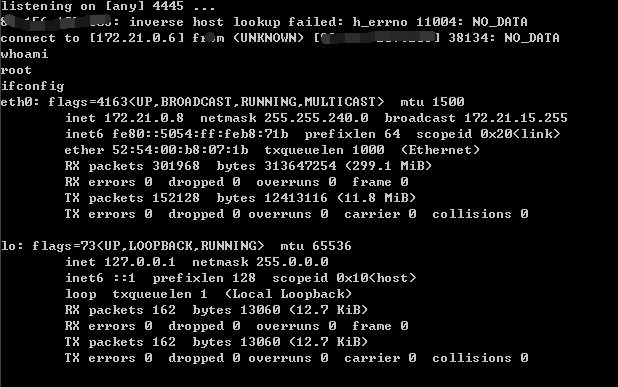 listening on [any] 4445 ...
: inverse host lookup failed: h_errno 11004: NO_DATA
connect to [172.21.0.6] from (UNKNOWN) [] 38134: NO_DATA
whoami
root
ifconfig
eth0: flags=4163<UP,BROADCAST,RUNNING,MULTICAST>  mtu 1500
        inet 172.21.0.8  netmask 255.255.240.0  broadcast 172.21.15.255
        inet6 fe80::5054:ff:feb8:71b  prefixlen 64  scopeid 0x20<link>
        ether 52:54:00:b8:07:1b  txqueuelen 1000  (Ethernet)
        RX packets 301968  bytes 313647254 (299.1 MiB)
        RX errors 0  dropped 0  overruns 0  frame 0
        TX packets 152128  bytes 12413116 (11.8 MiB)
        TX errors 0  dropped 0 overruns 0  carrier 0  collisions 0

lo: flags=73<UP,LOOPBACK,RUNNING>  mtu 65536
        inet 127.0.0.1  netmask 255.0.0.0
        inet6 ::1  prefixlen 128  scopeid 0x10<host>
        loop  txqueuelen 1  (Local Loopback)
        RX packets 162  bytes 13060 (12.7 KiB)
        RX errors 0  dropped 0  overruns 0  frame 0
        TX packets 162  bytes 13060 (12.7 KiB)
        TX errors 0  dropped 0 overruns 0  carrier 0  collisions 0